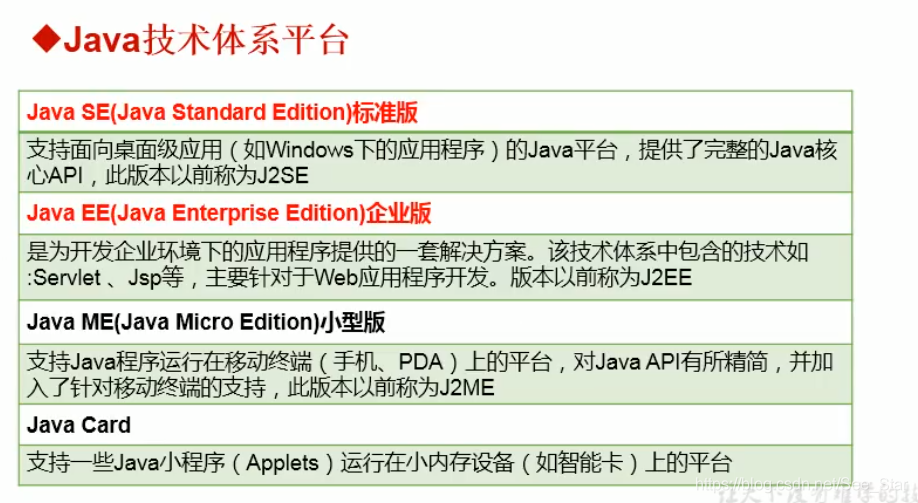 ◆Java技术体系平台
Java SE(Java Standard Edition)标准版
支持面向桌面级应用（如Windows下的应用程序）的Java平台，提供了完整的Java核
心API，此版本以前称为J2SE
Java EE(Java Enterprise Edition)企业版
是为开发企业环境下的应用程序提供的一套解决方案。该技术体系中包含的技术如
:Servlet 、Jsp等，主要针对于Web应用程序开发。版本以前称为J2EE
Java ME(Java Micro Edition)小型版
支持Java程序运行在移动终端（手机、PDA）上的平台，对Java API有所精简，并加
入了针对移动终端的支持，此版本以前称为J2ME
Java Card
支持一些Java小程序（Applets）运行在小内存设备（如智能卡）上的平台